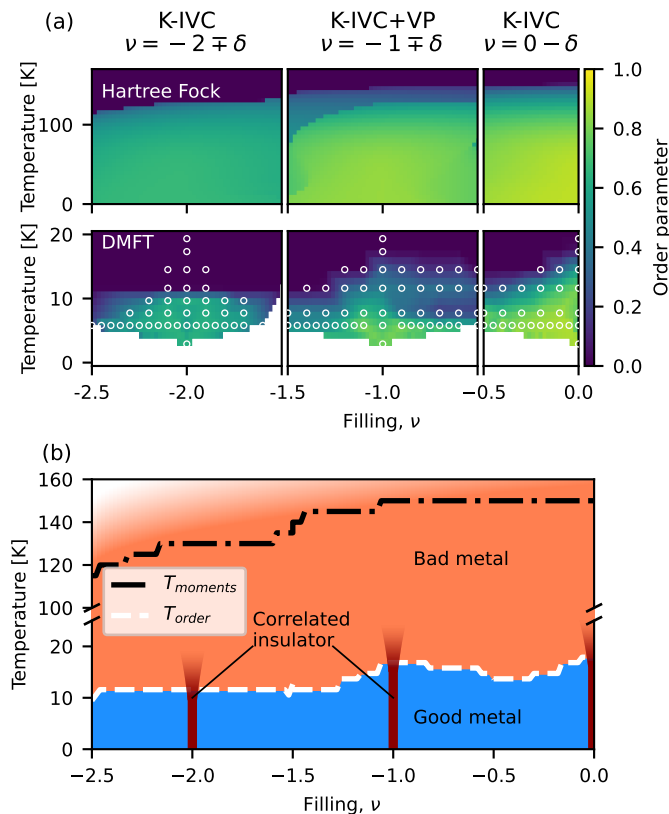 (a)
K-IVC
ν = −2 ∓ δ
K-IVC+VP
ν = −1 ∓ δ
K-IVC
ν = 0 − δ
Temperature [K]
100
0
Hartree Fock
Temperature [K]
20
10
0
DMFT
-2.5
-2.0
-1.5
-1.0
−0.5
0.0
Filling, ν
1.0
0.8
0.6
0.4
0.2
0.0
Order parameter
(b)
Temperature [K]
160
140
120
100
20
10
0
Bad metal
T_moments
T_order
Correlated
insulator
Good metal
−2.5
−2.0
−1.5
−1.0
−0.5
0.0
Filling, ν